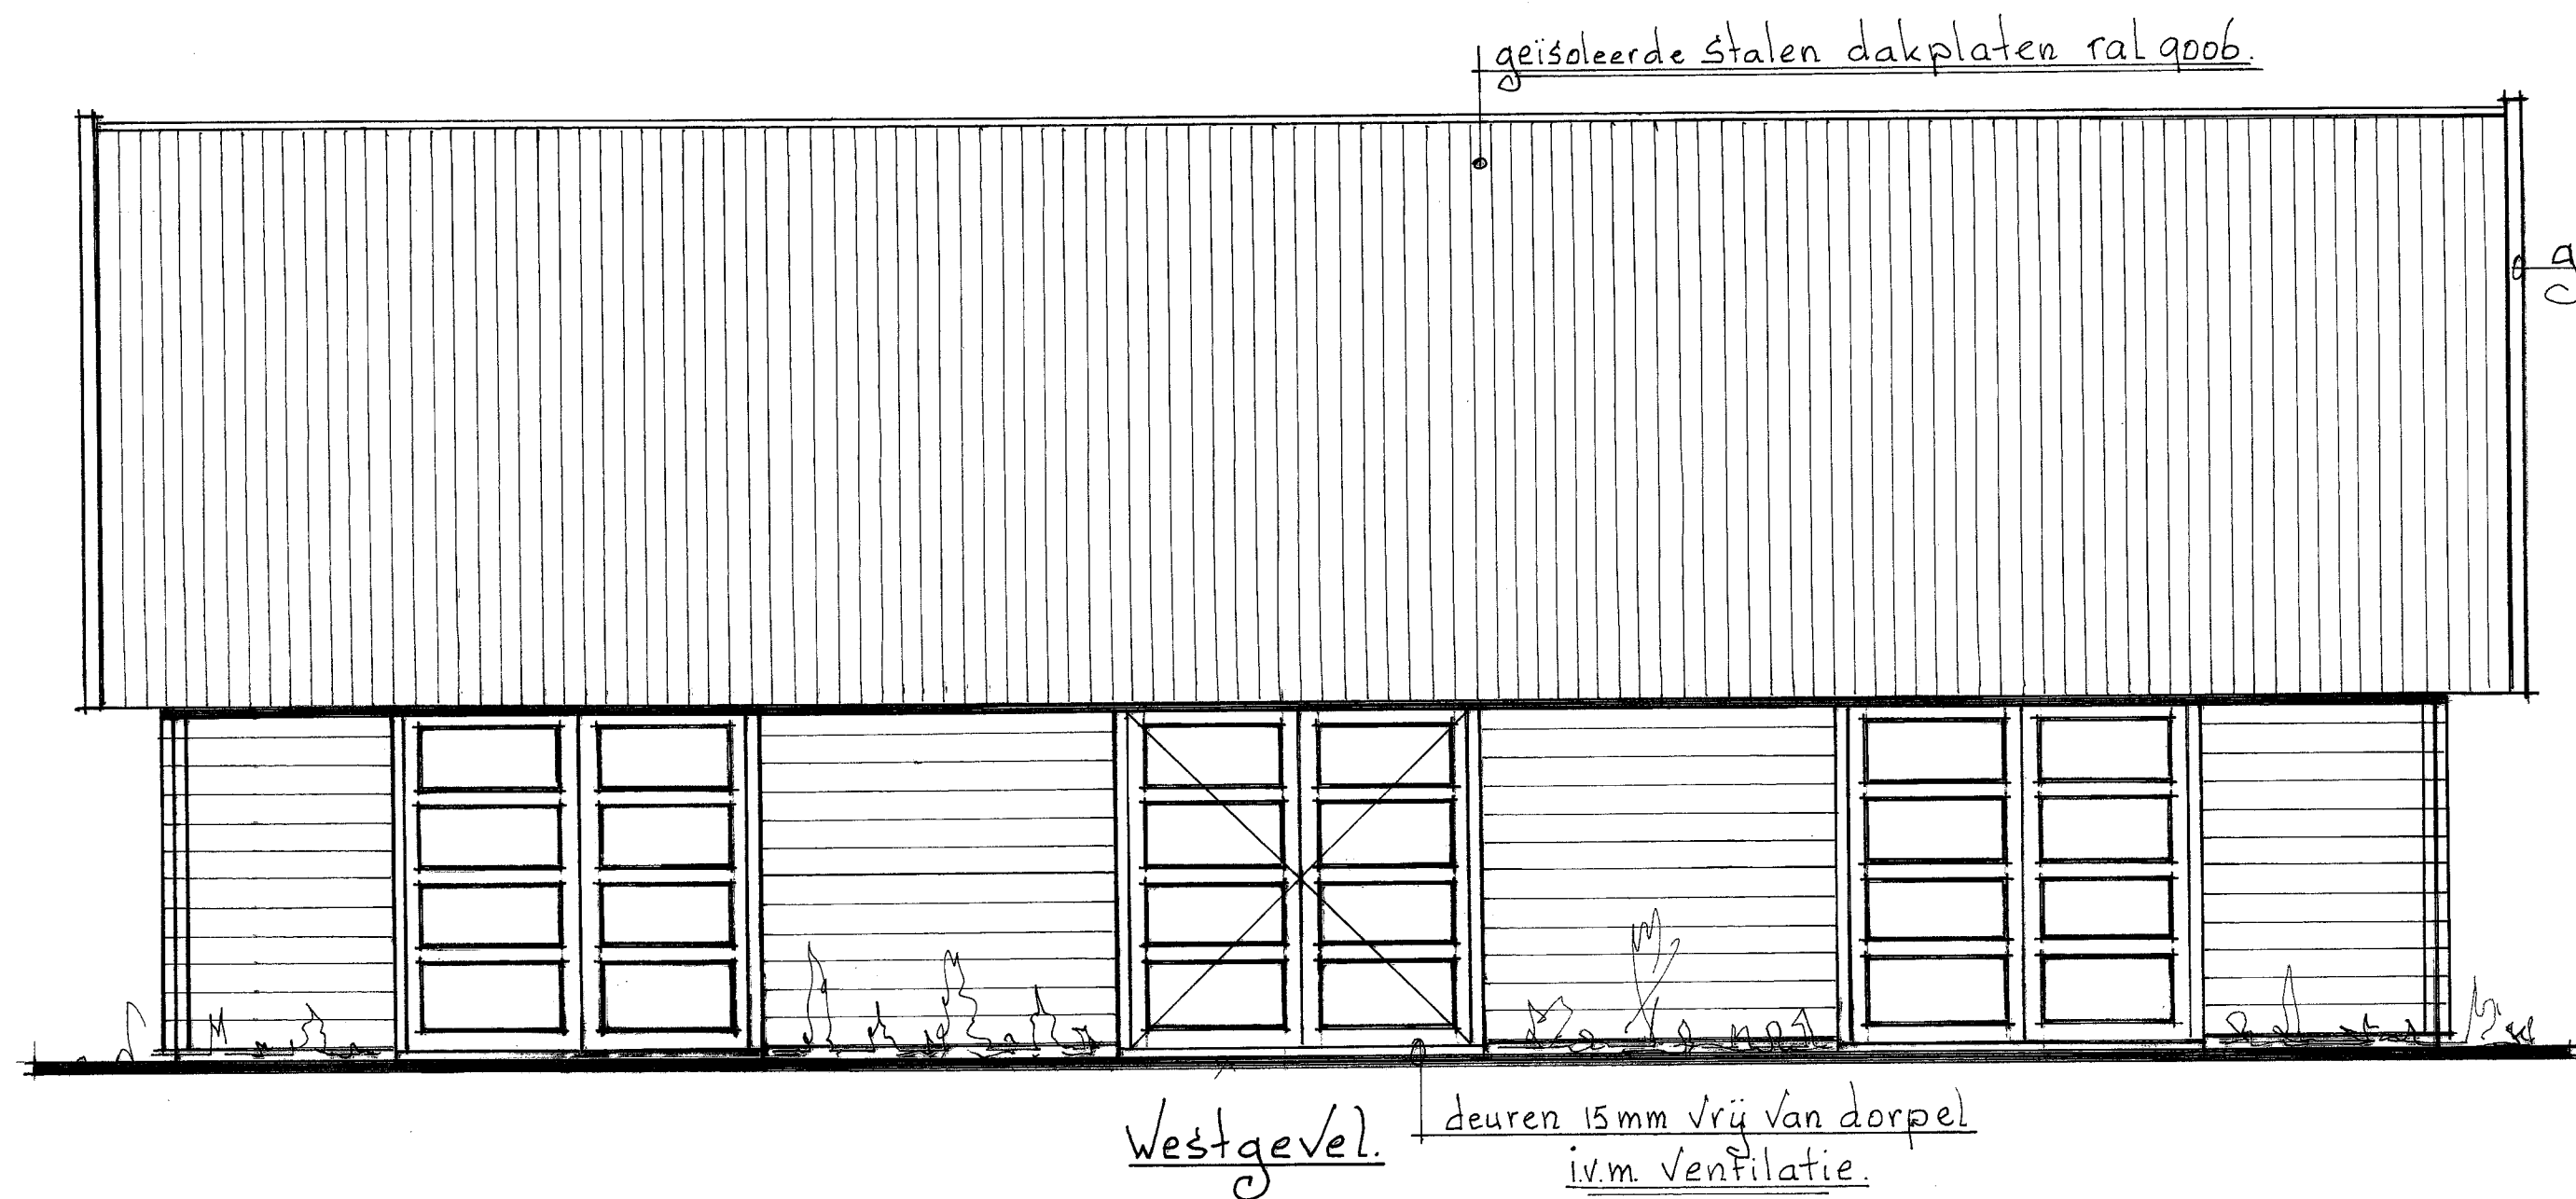 geïsoleerde stalen dakplaten ral 9006.
g
Westgevel.
deuren 15mm vrij van dorpel
i.v.m. ventilatie.